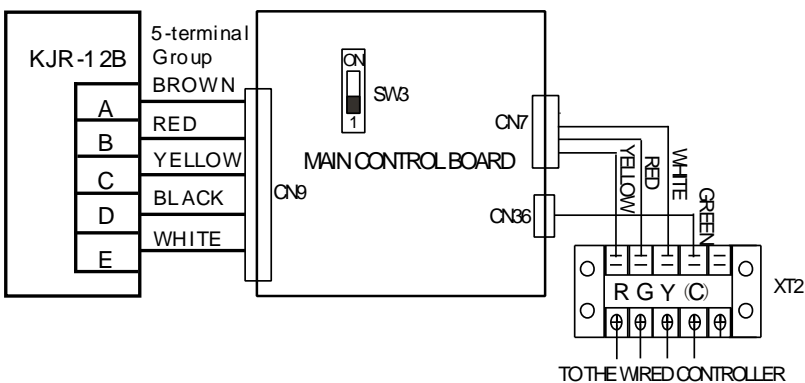 KJR-12B
5-terminal
Group
BROWN
A
RED
B
YELLOW
C
BLACK
D
WHITE
E
CN9
ON
1
SW3
MAIN CONTROL BOARD
CN7
CN36
YELLOW
RED
WHITE
GREEN
R G Y (C)
XT2
TO THE WIRED CONTROLLER